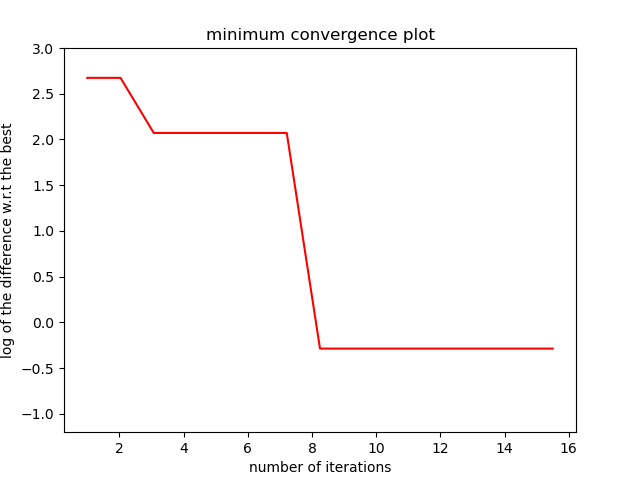 minimum convergence plot
log of the difference w.r.t the best
3.0
2.5
2.0
1.5
1.0
0.5
0.0
−0.5
−1.0
2 4 6 8 10 12 14 16
number of iterations